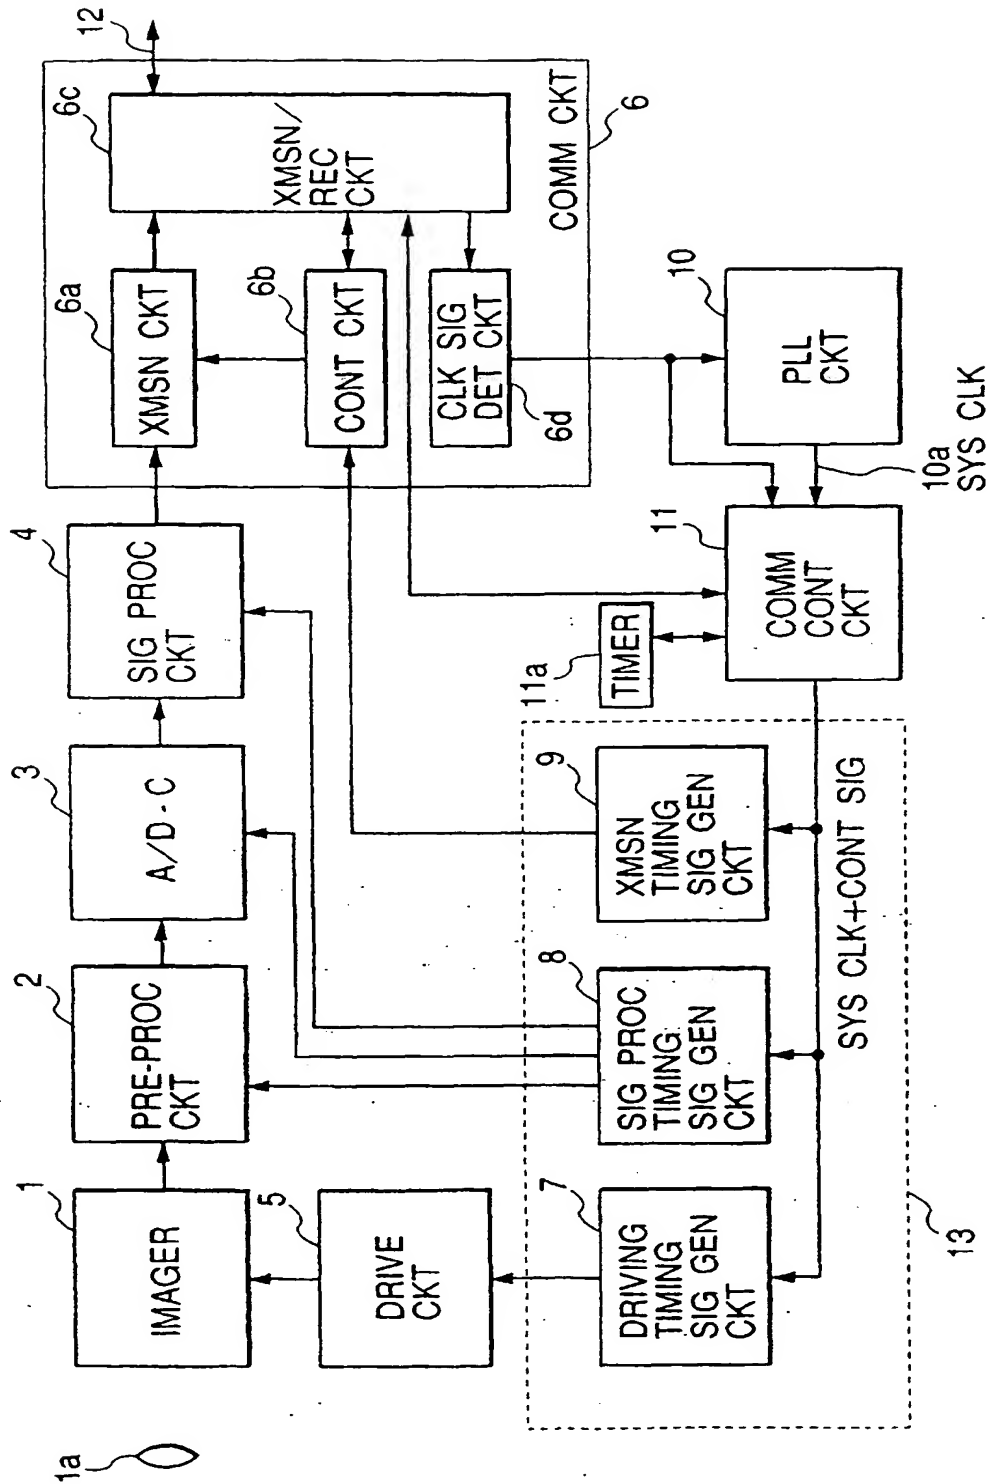 1a
1
IMAGER
2
PRE-PROC
CKT
3
A/D-C
4
SIG PROC
CKT
6a
XMSN CKT
6c
XMSN/
REC
CKT
12
5
DRIVE
CKT
6b
CONT CKT
CLK SIG
DET CKT
6d
COMM CKT
6
7
DRIVING
TIMING
SIG GEN
CKT
8
SIG PROC
TIMING
SIG GEN
CKT
9
XMSN
TIMING
SIG GEN
CKT
11a
TIMER
11
COMM
CONT
CKT
10
PLL
CKT
10a
SYS CLK
SYS CLK+CONT SIG
13